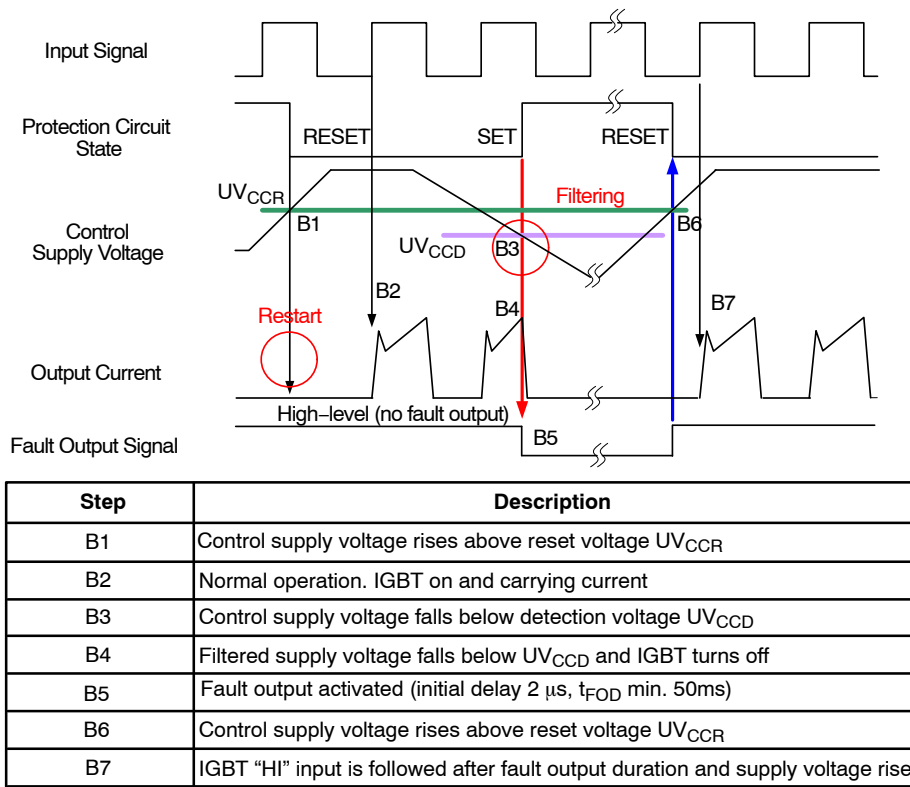 Input Signal
Protection Circuit
State
RESET
SET
RESET
UVCCR
Filtering
B1
B6
Control
Supply Voltage
UVCCD
B3
B2
B7
B4
Restart
Output Current
High–level (no fault output)
B5
Fault Output Signal
Step Description
B1 Control supply voltage rises above reset voltage UVCCR
B2 Normal operation. IGBT on and carrying current
B3 Control supply voltage falls below detection voltage UVCCD
B4 Filtered supply voltage falls below UVCCD and IGBT turns off
B5 Fault output activated (initial delay 2 μs, tFOD min. 50ms)
B6 Control supply voltage rises above reset voltage UVCCR
B7 IGBT “HI” input is followed after fault output duration and supply voltage rise